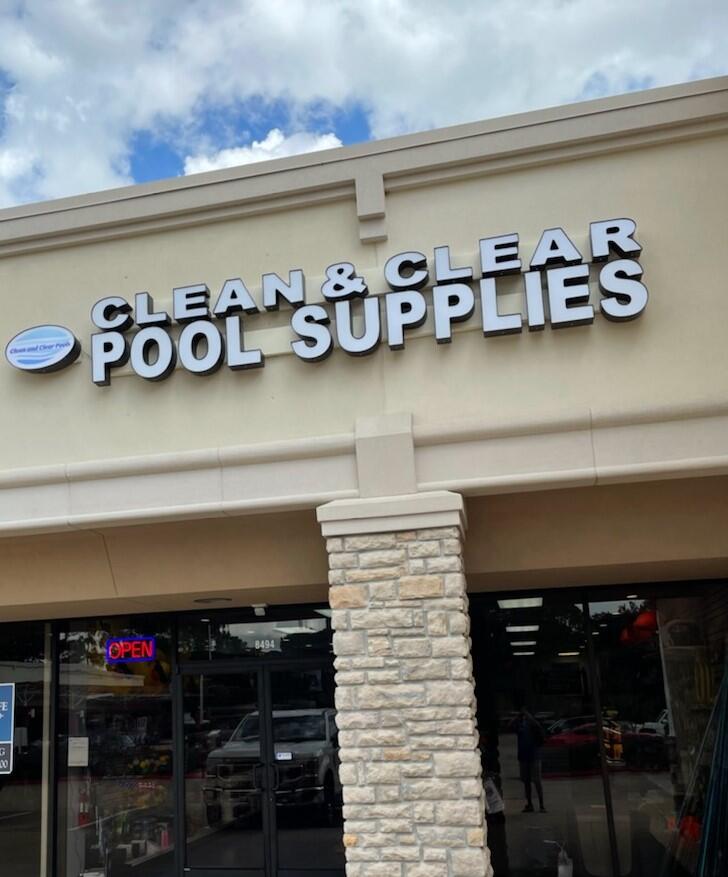 CLEAN & CLEAR
POOL SUPPLIES
Clean and Clear Pools
OPEN
8494